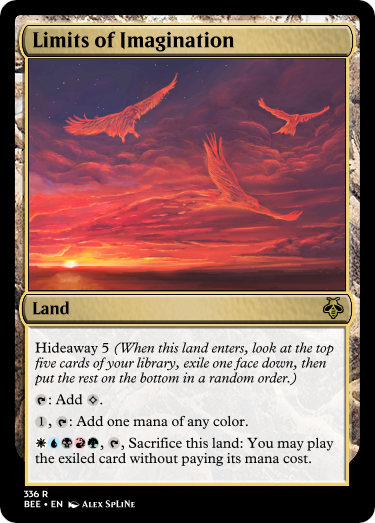 Limits of Imagination
Land
Hideaway 5 (When this land enters, look at the top
five cards of your library, exile one face down, then
put the rest on the bottom in a random order.)
: Add .
1, : Add one mana of any color.
, , Sacrifice this land: You may play
the exiled card without paying its mana cost.
336 R
BEE • EN Alex SpLiNe